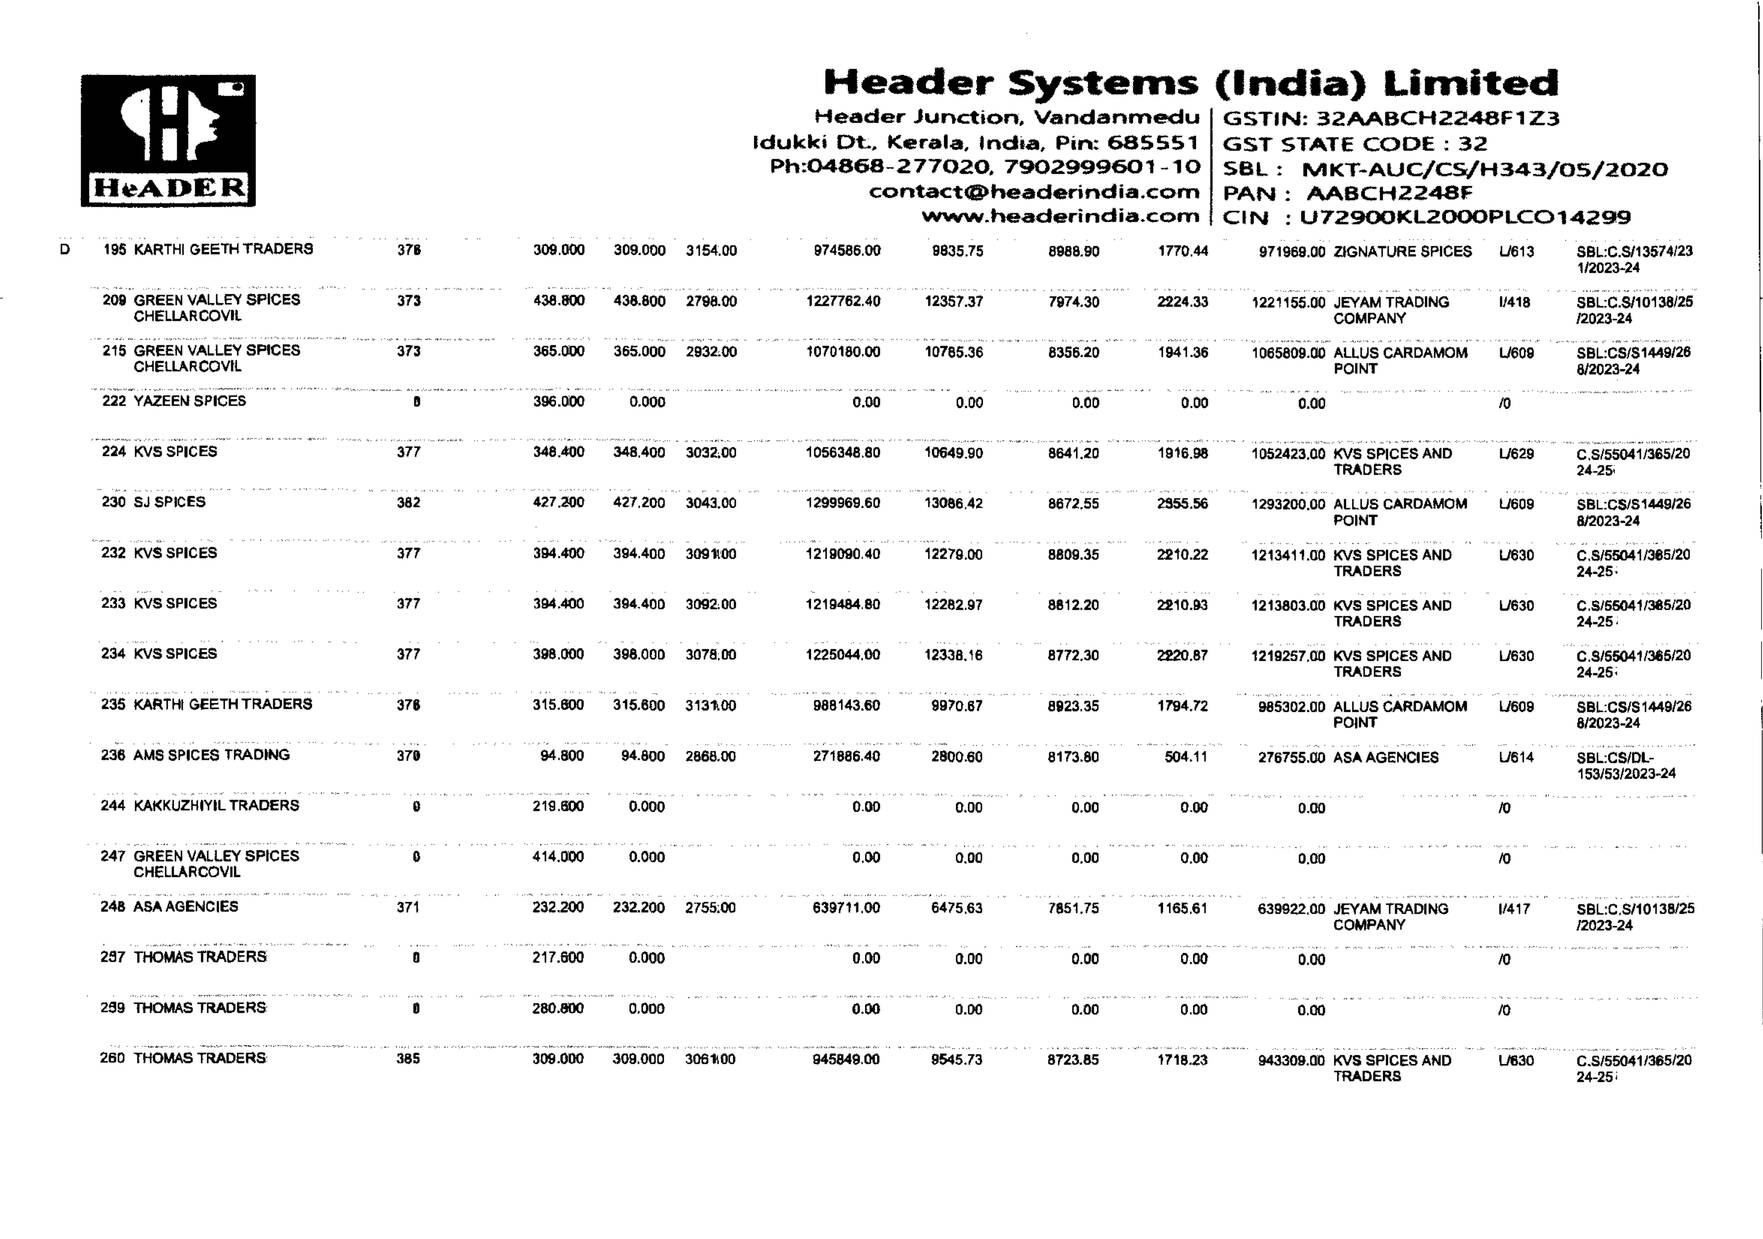 HeADER
Header Systems (India) Limited
Header Junction, Vandanmedu
Idukki Dt., Kerala, India, Pin: 685551
Ph:04868-277020, 7902999601-10
contact@headerindia.com
www.headerindia.com
GSTIN: 32AABCH2248F1Z3
GST STATE CODE : 32
SBL : MKT-AUC/CS/H343/05/2020
PAN : AABCH2248F
CIN : U72900KL2000PLCO14299
D 195 KARTHI GEETH TRADERS 376 309.000 309.000 3154.00 974586.00 9835.75 8988.90 1770.44 971969.00 ZIGNATURE SPICES L/613 SBL:C.S/13574/23
1/2023-24
209 GREEN VALLEY SPICES 373 438.800 438.800 2798.00 1227762.40 12357.37 7974.30 2224.33 1221155.00 JEYAM TRADING I/418 SBL:C.S/10138/25
CHELLARCOVIL COMPANY /2023-24
215 GREEN VALLEY SPICES 373 365.000 365.000 2932.00 1070180.00 10785.36 8356.20 1941.36 1065809.00 ALLUS CARDAMOM L/609 SBL:CS/S1449/26
CHELLARCOVIL POINT 8/2023-24
222 YAZEEN SPICES 0 396.000 0.000 0.00 0.00 0.00 0.00 0.00 /0
224 KVS SPICES 377 348.400 348.400 3032.00 1056348.80 10649.90 8641.20 1916.98 1052423.00 KVS SPICES AND L/629 C.S/55041/365/20
TRADERS 24-25
230 SJ SPICES 382 427.200 427.200 3043.00 1299969.60 13086.42 8672.55 2355.56 1293200.00 ALLUS CARDAMOM L/609 SBL:CS/S1449/26
POINT 8/2023-24
232 KVS SPICES 377 394.400 394.400 3091.00 1219090.40 12279.00 8809.35 2210.22 1213411.00 KVS SPICES AND L/630 C.S/55041/365/20
TRADERS 24-25
233 KVS SPICES 377 394.400 394.400 3092.00 1219484.80 12282.97 8812.20 2210.93 1213803.00 KVS SPICES AND L/630 C.S/55041/365/20
TRADERS 24-25
234 KVS SPICES 377 398.000 398.000 3078.00 1225044.00 12338.16 8772.30 2220.87 1219257.00 KVS SPICES AND L/630 C.S/55041/365/20
TRADERS 24-25
235 KARTHI GEETH TRADERS 376 315.600 315.600 3131.00 988143.60 9970.67 8923.35 1794.72 985302.00 ALLUS CARDAMOM L/609 SBL:CS/S1449/26
POINT 8/2023-24
236 AMS SPICES TRADING 370 94.800 94.800 2868.00 271886.40 2800.60 8173.80 504.11 276755.00 ASA AGENCIES L/614 SBL:CS/DL-
153/53/2023-24
244 KAKKUZHIYIL TRADERS 0 219.600 0.000 0.00 0.00 0.00 0.00 0.00 /0
247 GREEN VALLEY SPICES 0 414.000 0.000 0.00 0.00 0.00 0.00 0.00 /0
CHELLARCOVIL
248 ASA AGENCIES 371 232.200 232.200 2755.00 639711.00 6475.63 7851.75 1165.61 639922.00 JEYAM TRADING I/417 SBL:C.S/10138/25
COMPANY /2023-24
257 THOMAS TRADERS 0 217.600 0.000 0.00 0.00 0.00 0.00 0.00 /0
259 THOMAS TRADERS 0 280.800 0.000 0.00 0.00 0.00 0.00 0.00 /0
260 THOMAS TRADERS 385 309.000 309.000 3061.00 945849.00 9545.73 8723.85 1718.23 943309.00 KVS SPICES AND L/630 C.S/55041/365/20
TRADERS 24-25